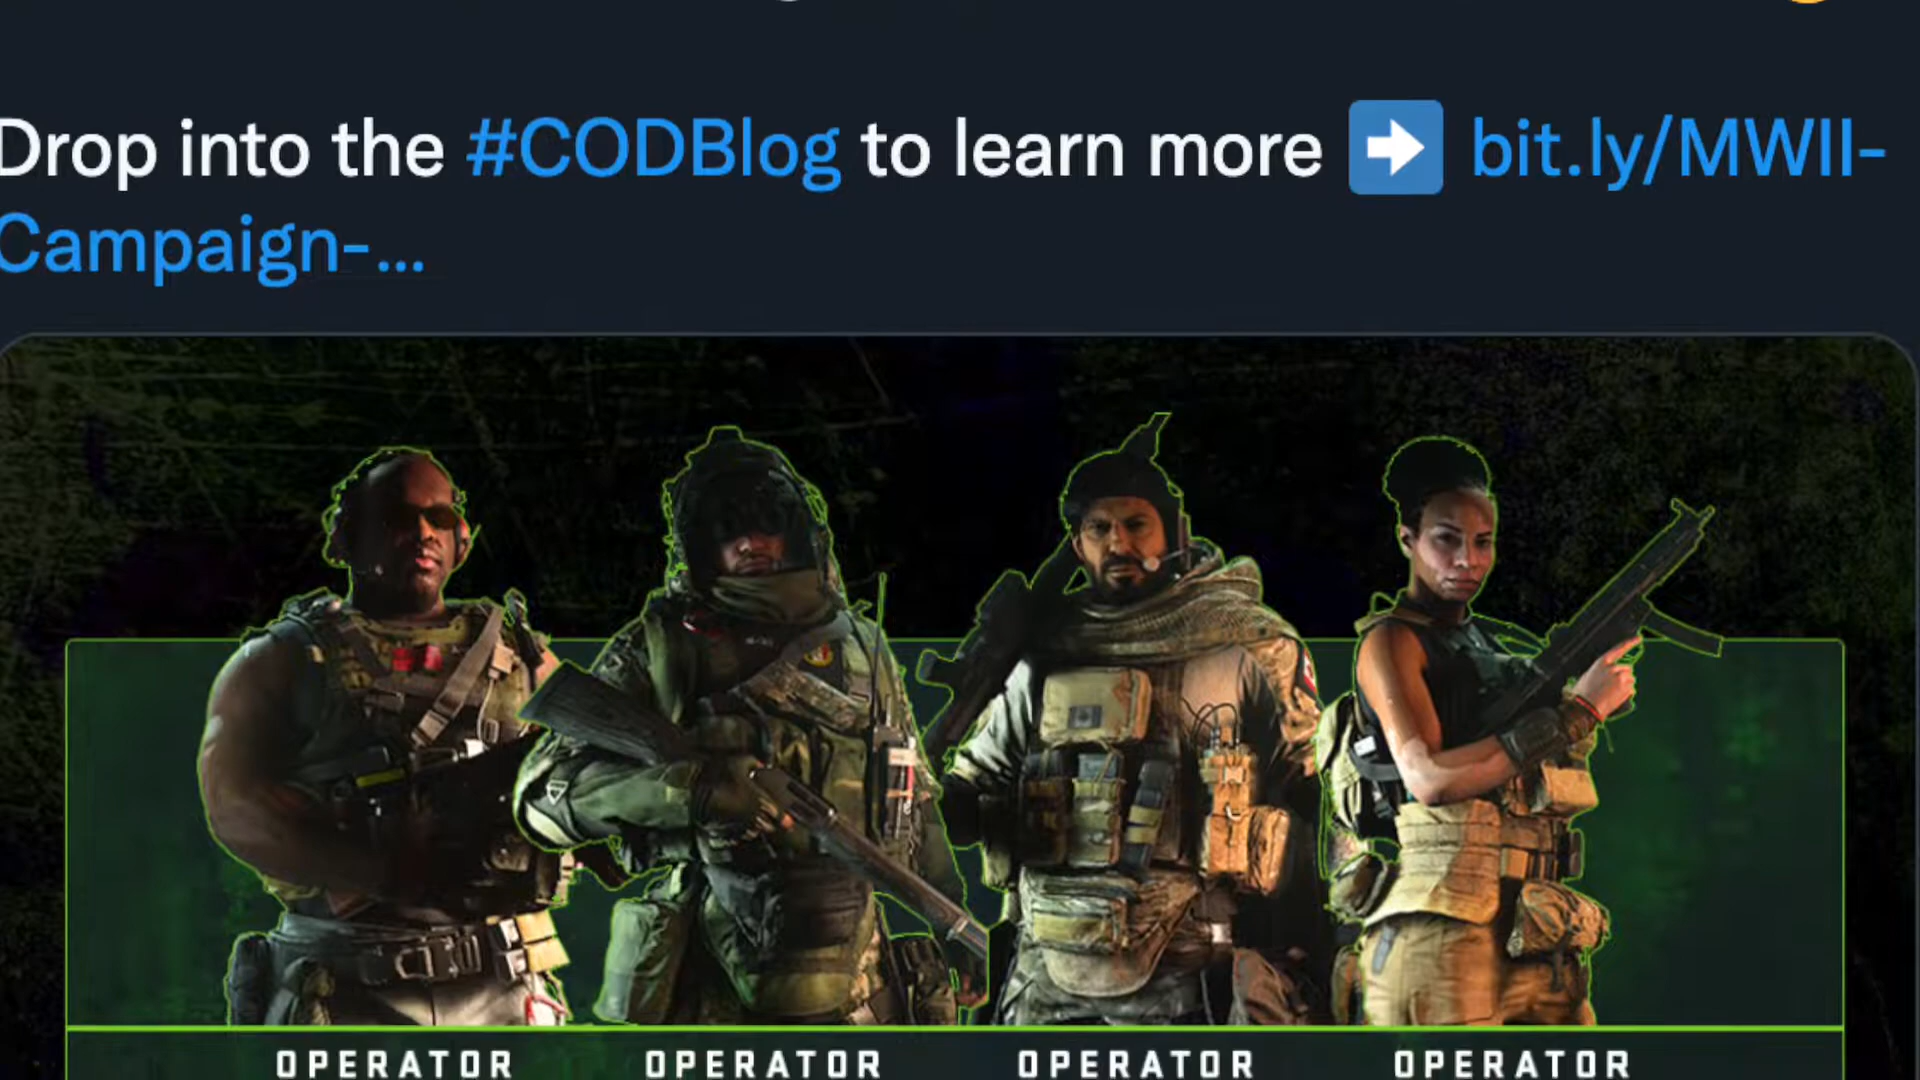 Drop into the #CODBlog to learn more ➡ bit.ly/MWII-
Campaign-...
OPERATOR OPERATOR OPERATOR OPERATOR